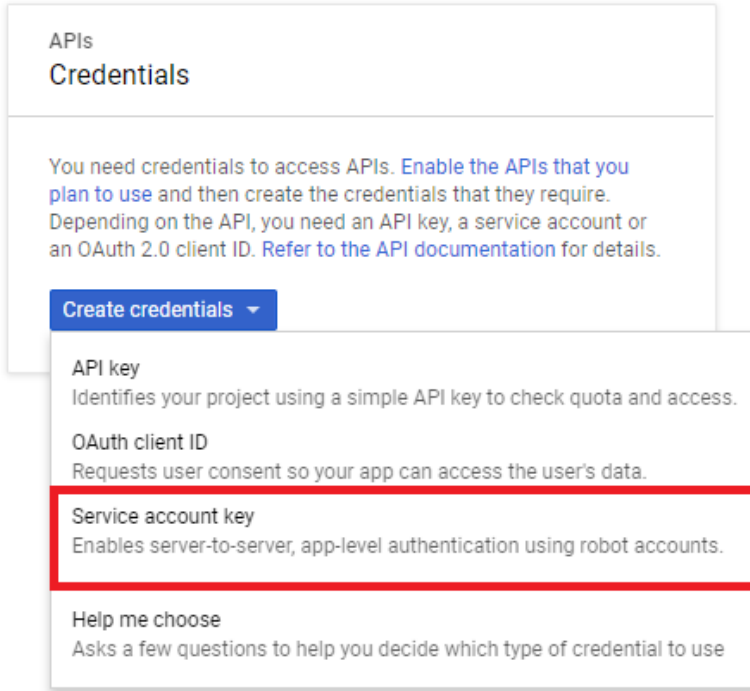 APIs
Credentials
You need credentials to access APIs. Enable the APIs that you
plan to use and then create the credentials that they require.
Depending on the API, you need an API key, a service account or
an OAuth 2.0 client ID. Refer to the API documentation for details.
Create credentials
API key
Identifies your project using a simple API key to check quota and access.
OAuth client ID
Requests user consent so your app can access the user's data.
Service account key
Enables server-to-server, app-level authentication using robot accounts.
Help me choose
Asks a few questions to help you decide which type of credential to use